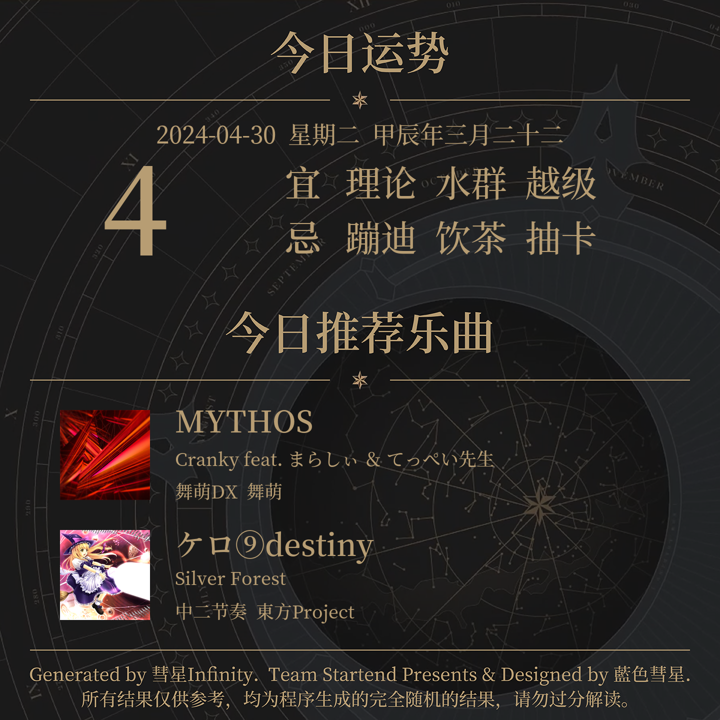 今日运势
2024-04-30 星期二 甲辰年三月二十二
4
宜 理论 水群 越级
忌 蹦迪 饮茶 抽卡
今日推荐乐曲
MYTHOS
Cranky feat. まらしぃ & てっぺい先生
舞萌DX 舞萌
ケロ⑨destiny
Silver Forest
中二节奏 東方Project
Generated by 彗星Infinity. Team Startend Presents & Designed by 藍色彗星.
所有结果仅供参考，均为程序生成的完全随机的结果，请勿过分解读。
SEPTEMBER